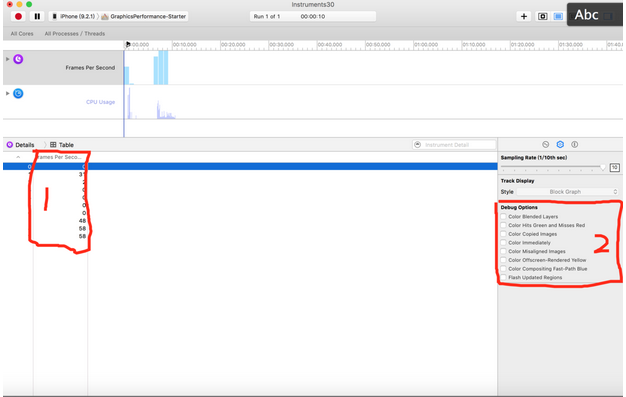 Instruments30
iPhone (9.2.1) GraphicsPerformance-Starter
Run 1 of 1 00:00:10
Abc
All Cores All Processes / Threads
00:00.000 00:10.000 00:20.000 00:30.000 00:40.000 00:50.000 01:00.000 01:10.000 01:20.000 01:30.000
Frames Per Second
CPU Usage
Details Table
Instrument Detail
Frames Per Seco...
31
2
0
0
0
0
48
58
58
1
Sampling Rate (1/10th sec)
10
Track Display
Style Block Graph
Debug Options
Color Blended Layers
Color Hits Green and Misses Red
Color Copied Images
Color Immediately
Color Misaligned Images
Color Offscreen-Rendered Yellow
Color Compositing Fast-Path Blue
Flash Updated Regions
2